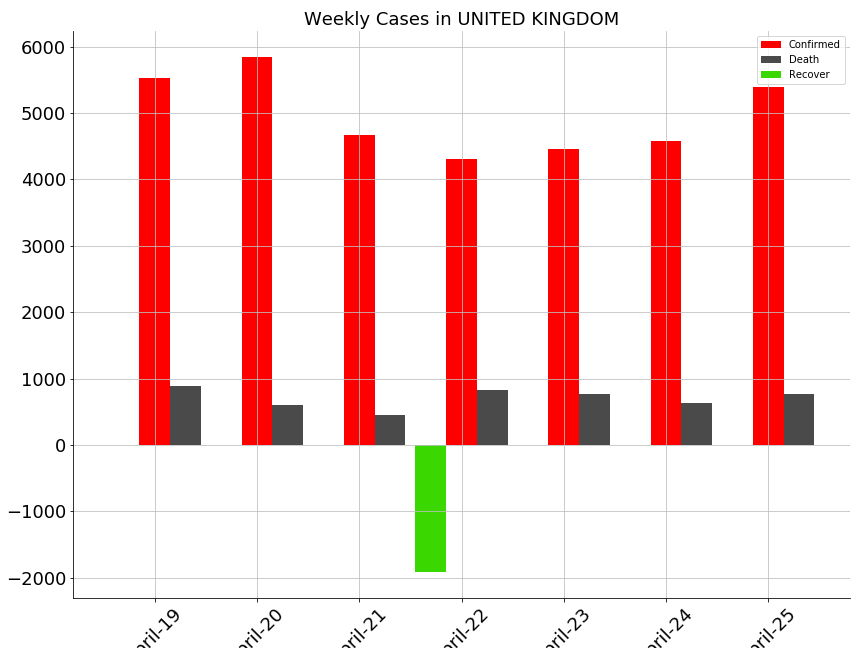 Weekly Cases in UNITED KINGDOM
Confirmed
Death
Recover
6000
5000
4000
3000
2000
1000
0
−1000
−2000
pril-19
pril-20
pril-21
pril-22
pril-23
pril-24
pril-25